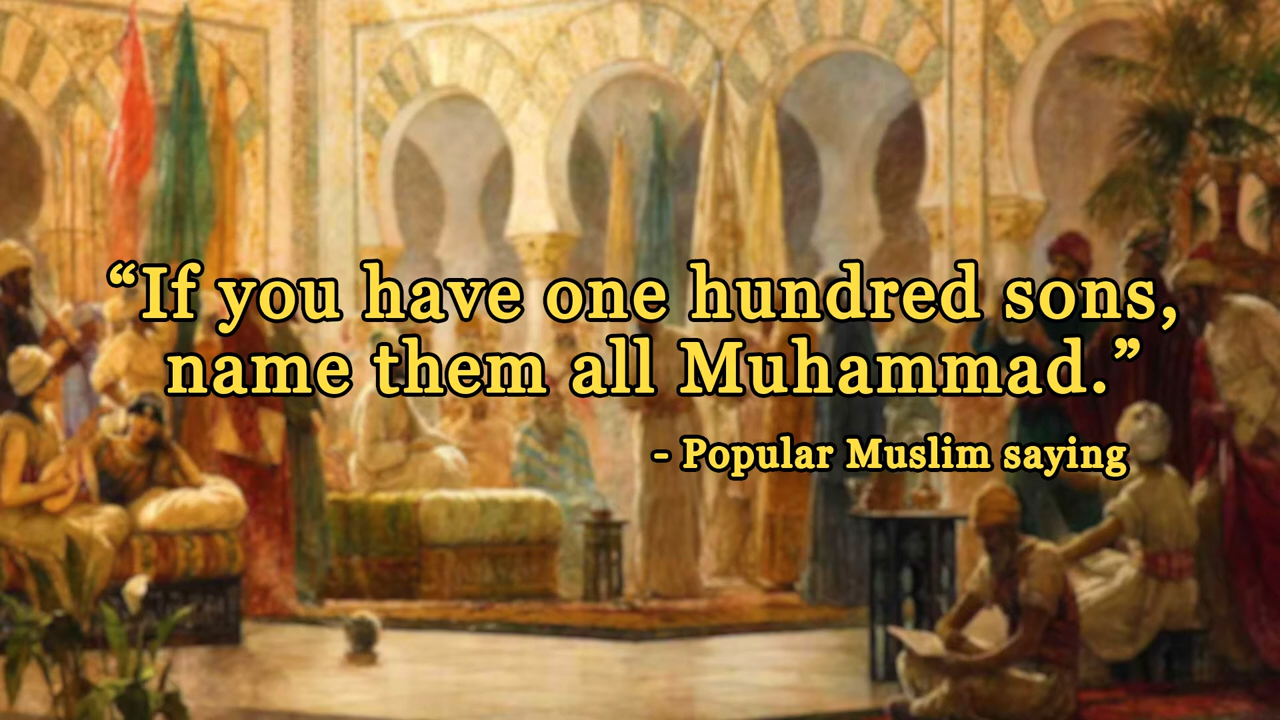 “If you have one hundred sons,
name them all Muhammad.”
- Popular Muslim saying